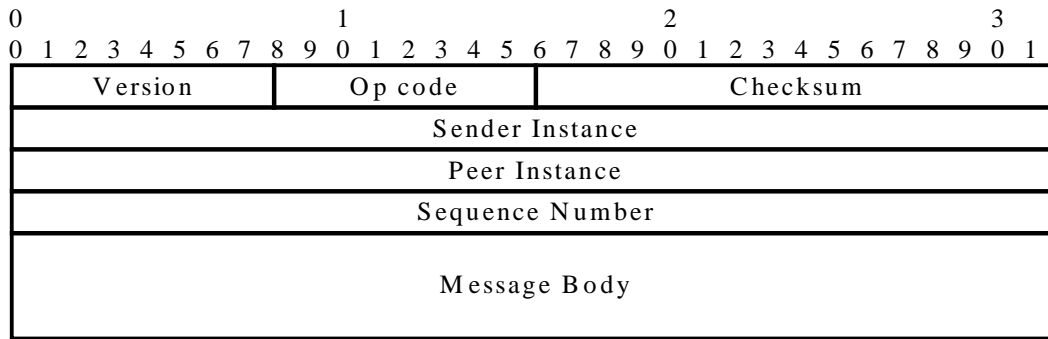 0 1 2 3
0 1 2 3 4 5 6 7 8 9 0 1 2 3 4 5 6 7 8 9 0 1 2 3 4 5 6 7 8 9 0 1
Version Op code Checksum
Sender Instance
Peer Instance
Sequence Number
Message Body